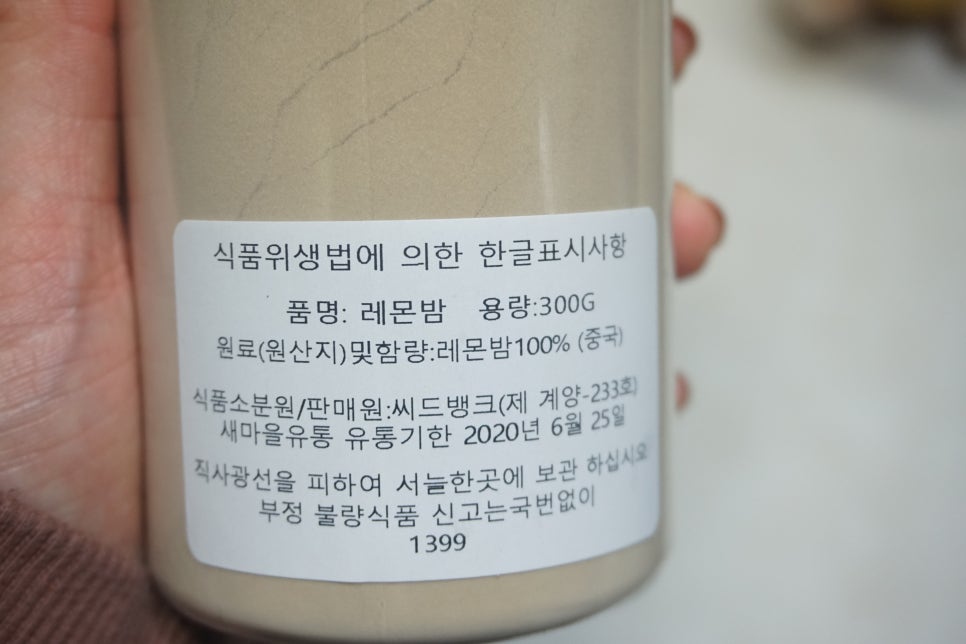 식품위생법에 의한 한글표시사항
품명: 레몬밤 용량:300G
원료(원산지)및함량:레몬밤100% (중국)
식품소분원/판매원:씨드뱅크(제 계양-233호)
새마을유통 유통기한 2020년 6월 25일
직사광선을 피하여 서늘한곳에 보관 하십시오
부정 불량식품 신고는국번없이
1399